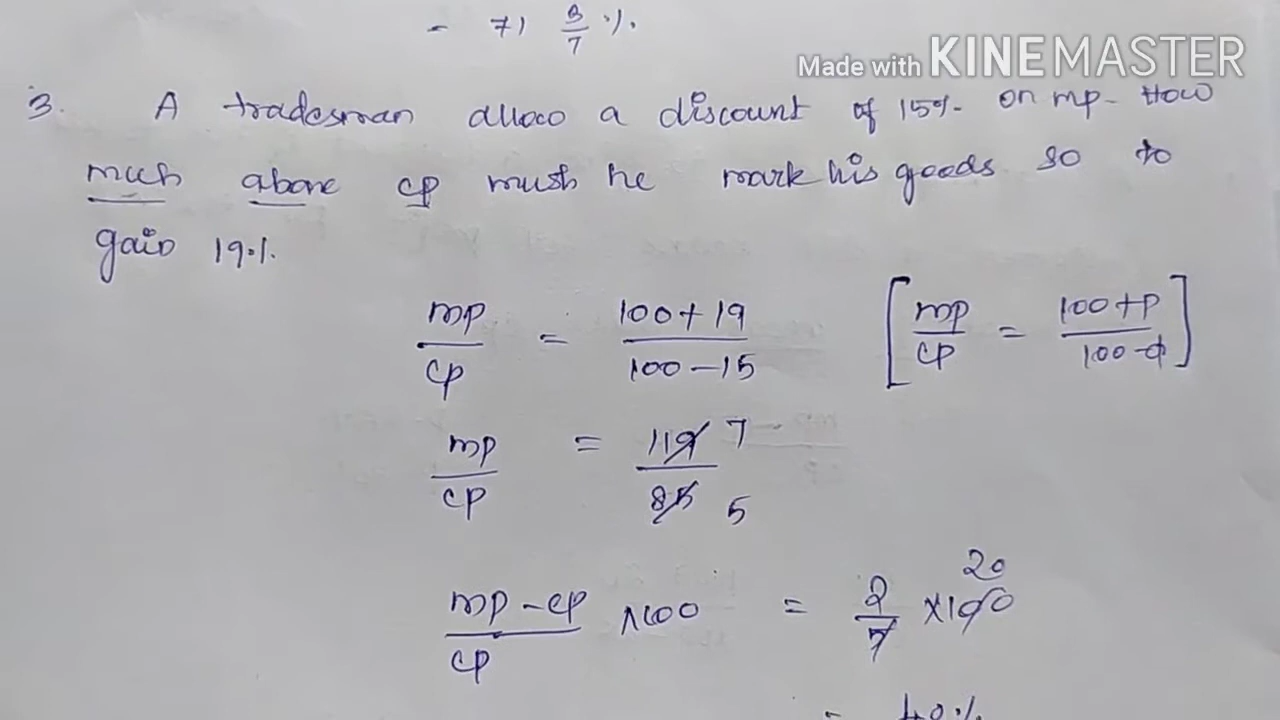 = 71 3/7 %.
Made with KINEMASTER
3. A tradesman allow a discount of 15% on mp. How
much above cp must he mark his goods so to
gain 19%.
mp/cp = 100+19/100-15 [mp/cp = 100+p/100-d]
mp/cp = 119/85 7/5
mp-cp/cp ×100 = 2/ ×100 20
= 40%